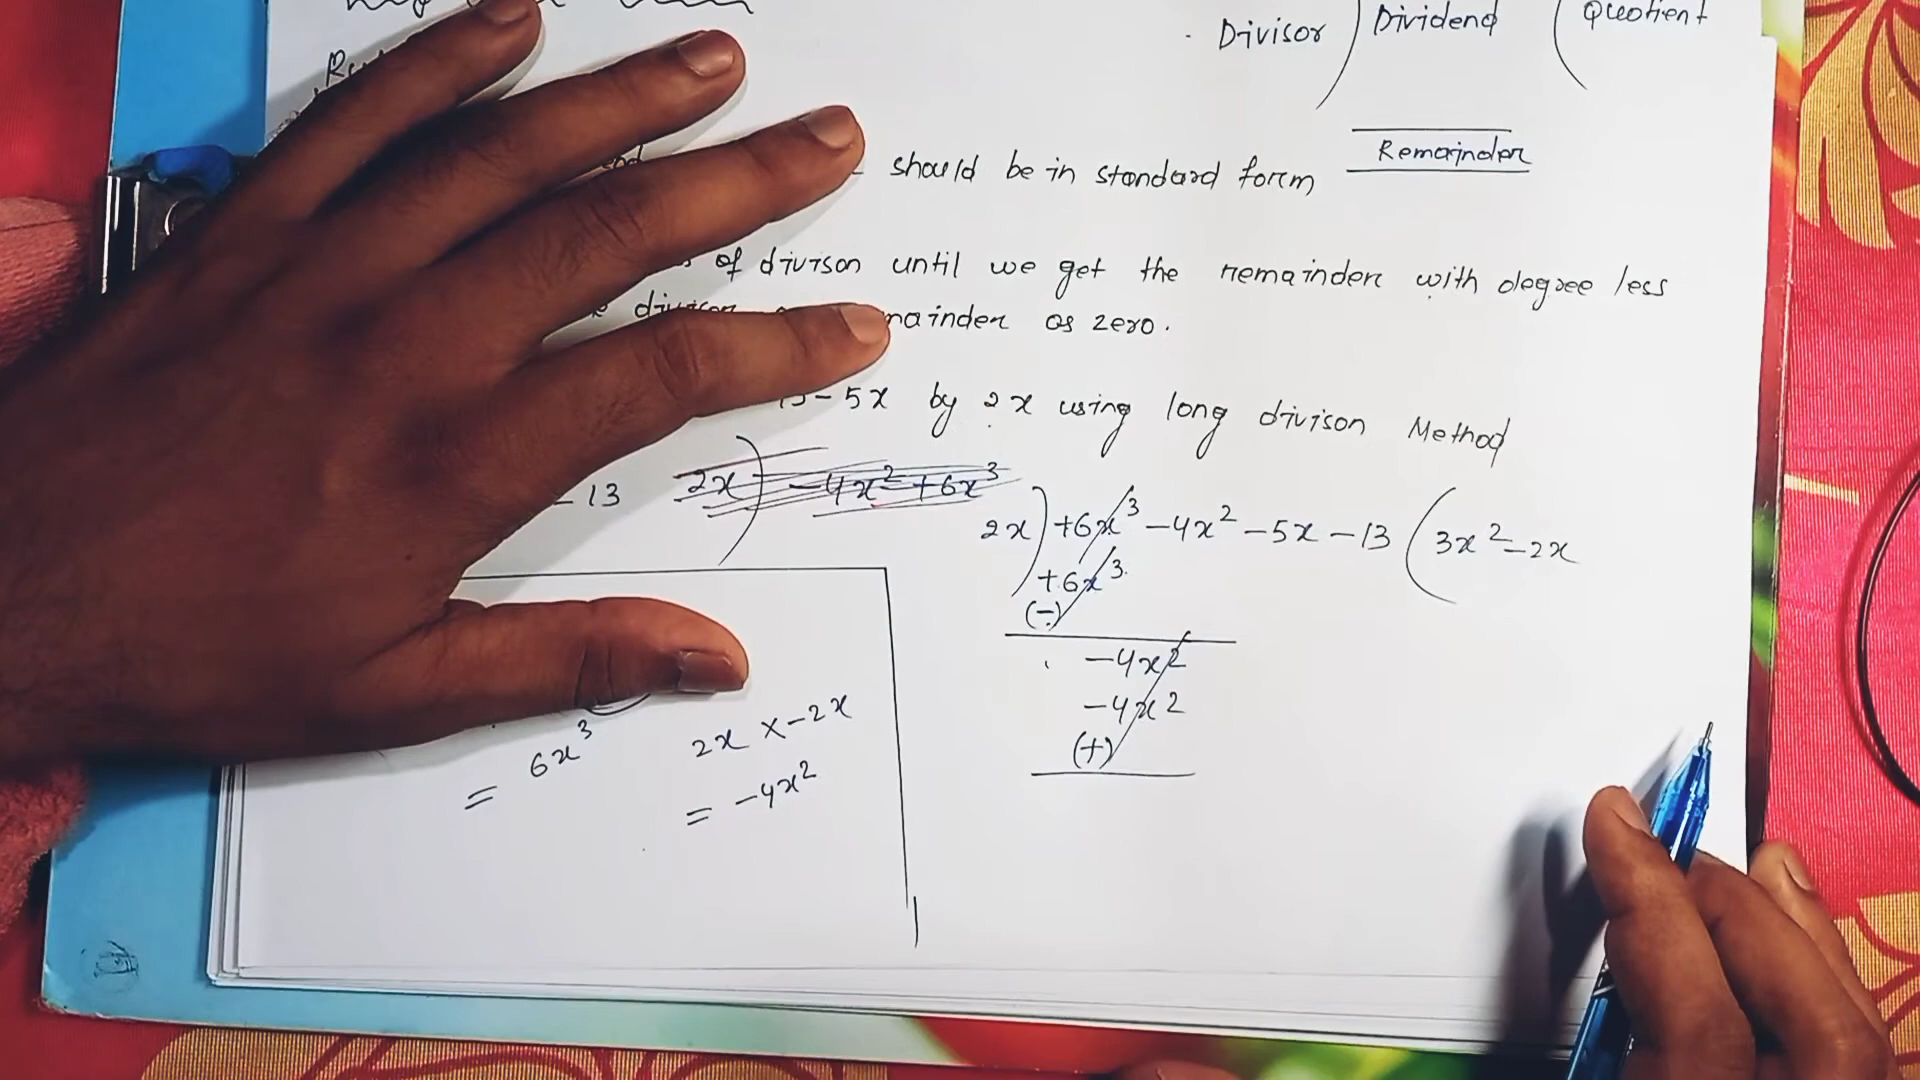 Divisor ) Dividend ( Quotient
Remainder
should be in standard form
of divison until we get the remainder with degree less
mainder as zero.
- 5x by 2x using long divison Method
- 13
2x ) - 4x² + 6x³
2x ) +6x³ - 4x² - 5x - 13 ( 3x² - 2x
+6x³
(-)
-4x²
-4x2
(+)
= 6x³
2x × -2x
= -4x²